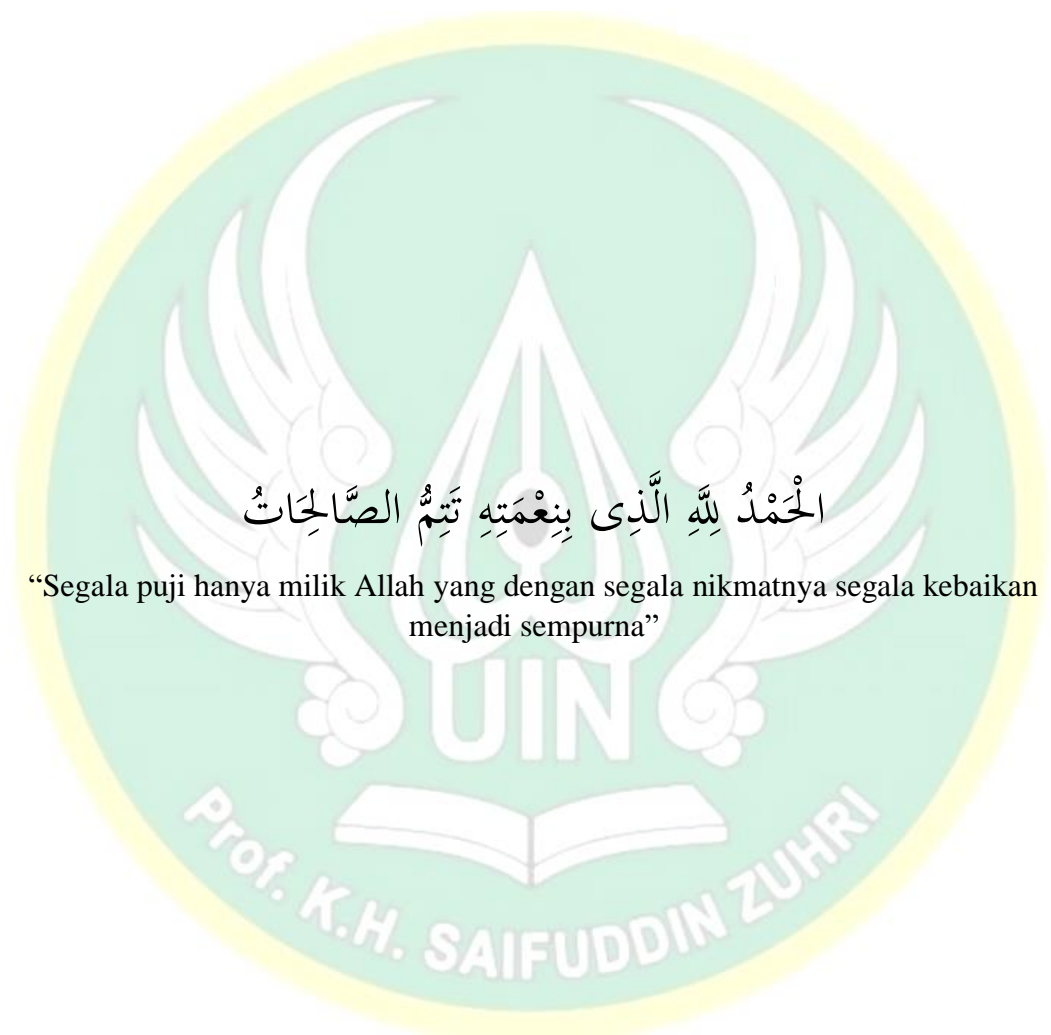 الْحَمْدُ لِلَّهِ الَّذِى بِنِعْمَتِهِ تَتِمُّ الصَّالِحَاتُ
“Segala puji hanya milik Allah yang dengan segala nikmatnya segala kebaikan
menjadi sempurna”
UIN
Prof. K.H. SAIFUDDIN ZUHRI